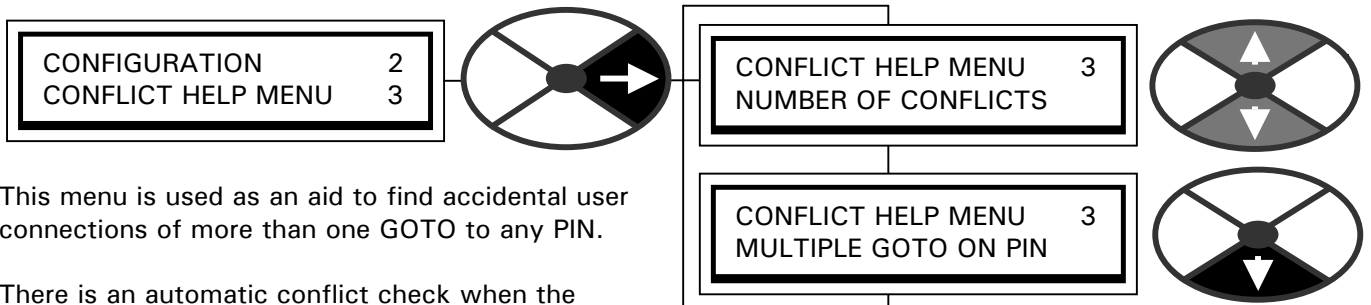 CONFIGURATION 2
CONFLICT HELP MENU 3
CONFLICT HELP MENU 3
NUMBER OF CONFLICTS
This menu is used as an aid to find accidental user
connections of more than one GOTO to any PIN.
CONFLICT HELP MENU 3
MULTIPLE GOTO ON PIN
There is an automatic conflict check when the